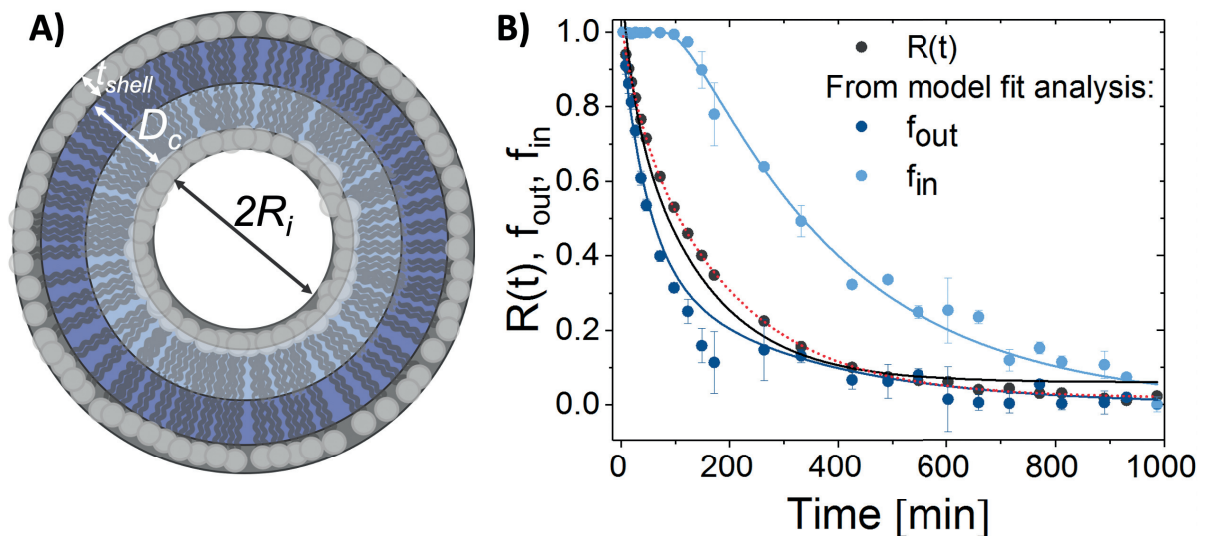 A)
t_shell
D_c
2R_i
B)
R(t), f_out, f_in
1.0
0.8
0.6
0.4
0.2
0.0
R(t)
From model fit analysis:
f_out
f_in
0
200
400
600
800
1000
Time [min]